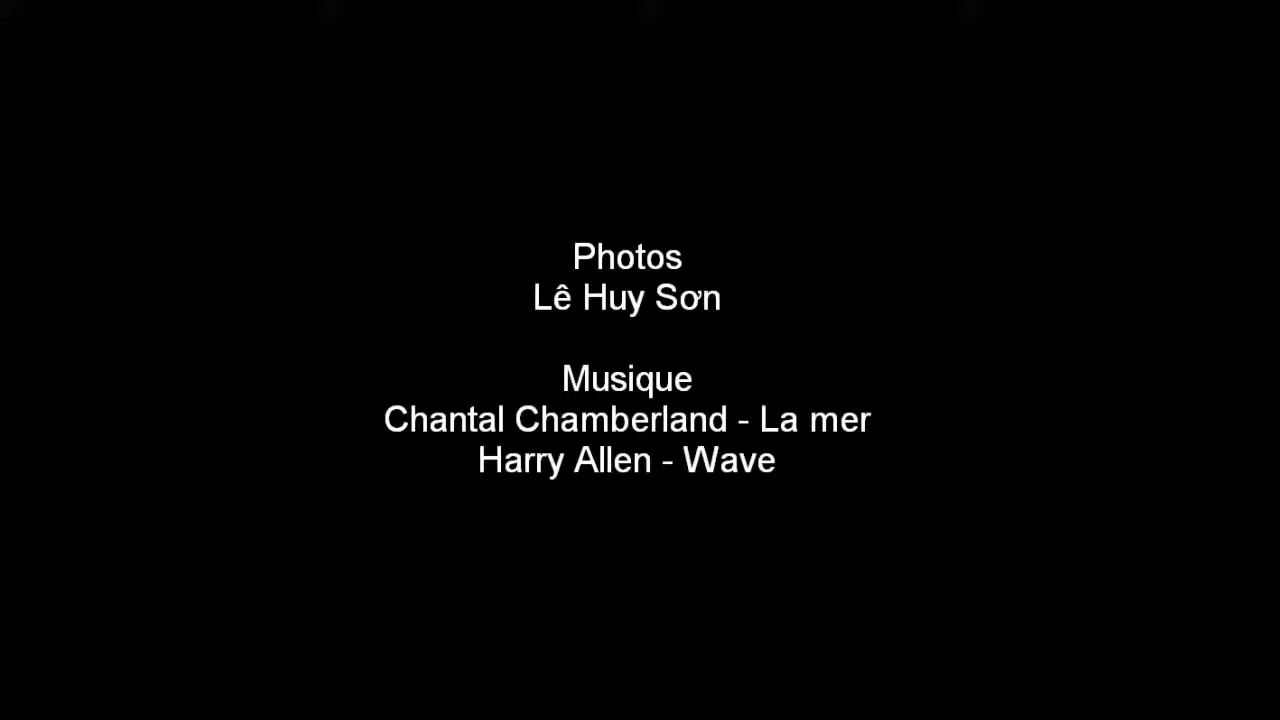 Photos
Lê Huy Sơn
Musique
Chantal Chamberland - La mer
Harry Allen - Wave